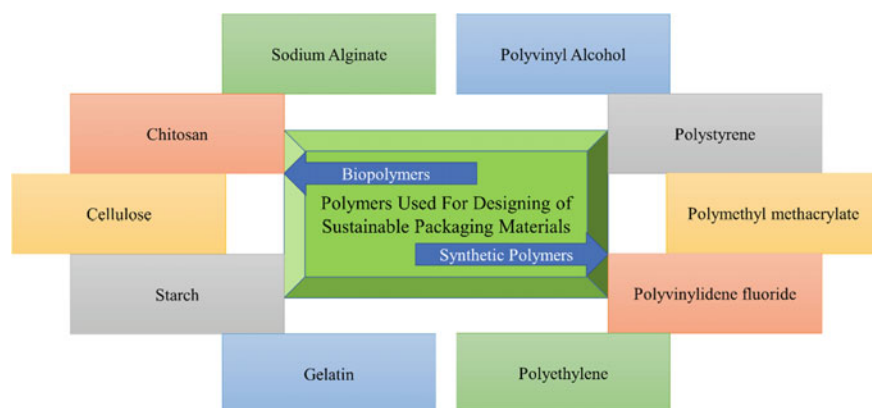 Sodium Alginate
Polyvinyl Alcohol
Chitosan
Polystyrene
Biopolymers
Cellulose
Polymers Used For Designing of
Sustainable Packaging Materials
Polymethyl methacrylate
Synthetic Polymers
Starch
Polyvinylidene fluoride
Gelatin
Polyethylene